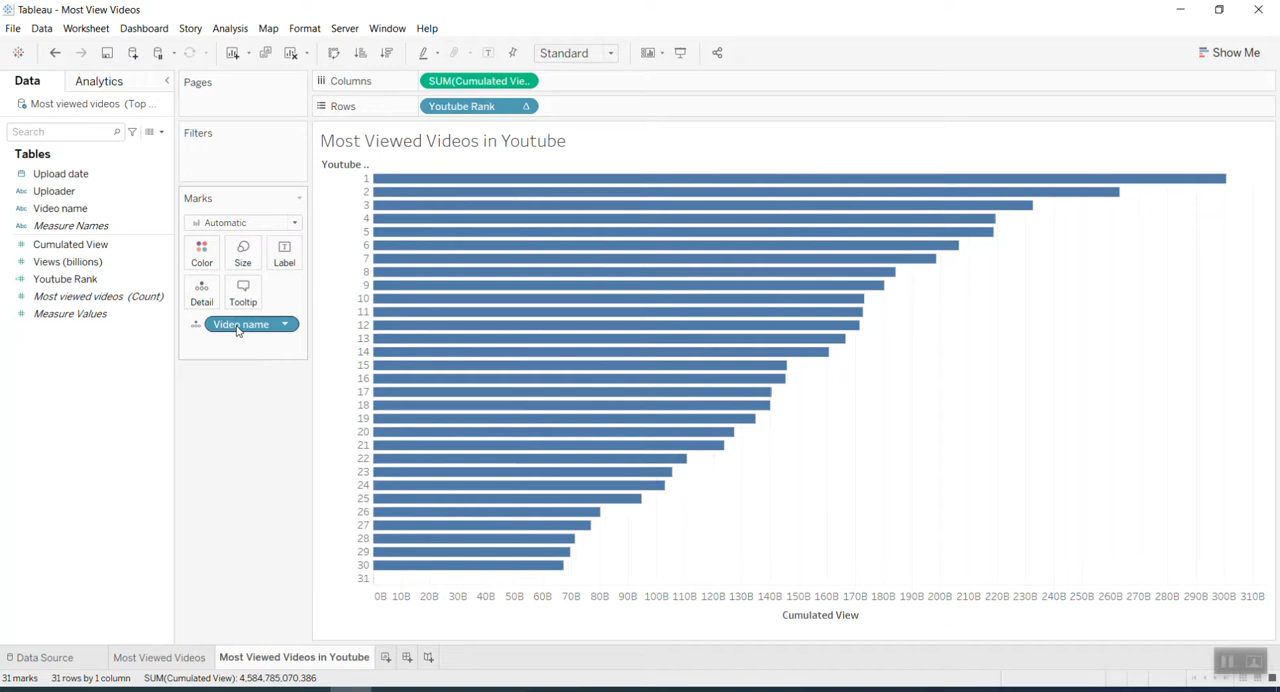 Tableau - Most View Videos
File Data Worksheet Dashboard Story Analysis Map Format Server Window Help
Standard
Show Me
Data Analytics
Most viewed videos (Top ...
Search
Tables
Upload date
Abc Uploader
Abc Video name
Abc Measure Names
# Cumulated View
# Views (billions)
# Youtube Rank
# Most viewed videos (Count)
# Measure Values
Pages
Filters
Marks
Automatic
Color Size Label
Detail Tooltip
Video name
Columns SUM(Cumulated Vie..
Rows Youtube Rank Δ
Most Viewed Videos in Youtube
Youtube ..
1
2
3
4
5
6
7
8
9
10
11
12
13
14
15
16
17
18
19
20
21
22
23
24
25
26
27
28
29
30
31
0B 10B 20B 30B 40B 50B 60B 70B 80B 90B 100B 110B 120B 130B 140B 150B 160B 170B 180B 190B 200B 210B 220B 230B 240B 250B 260B 270B 280B 290B 300B 310B
Cumulated View
Data Source Most Viewed Videos Most Viewed Videos in Youtube
31 marks 31 rows by 1 column SUM(Cumulated View): 4.584.785,070.386